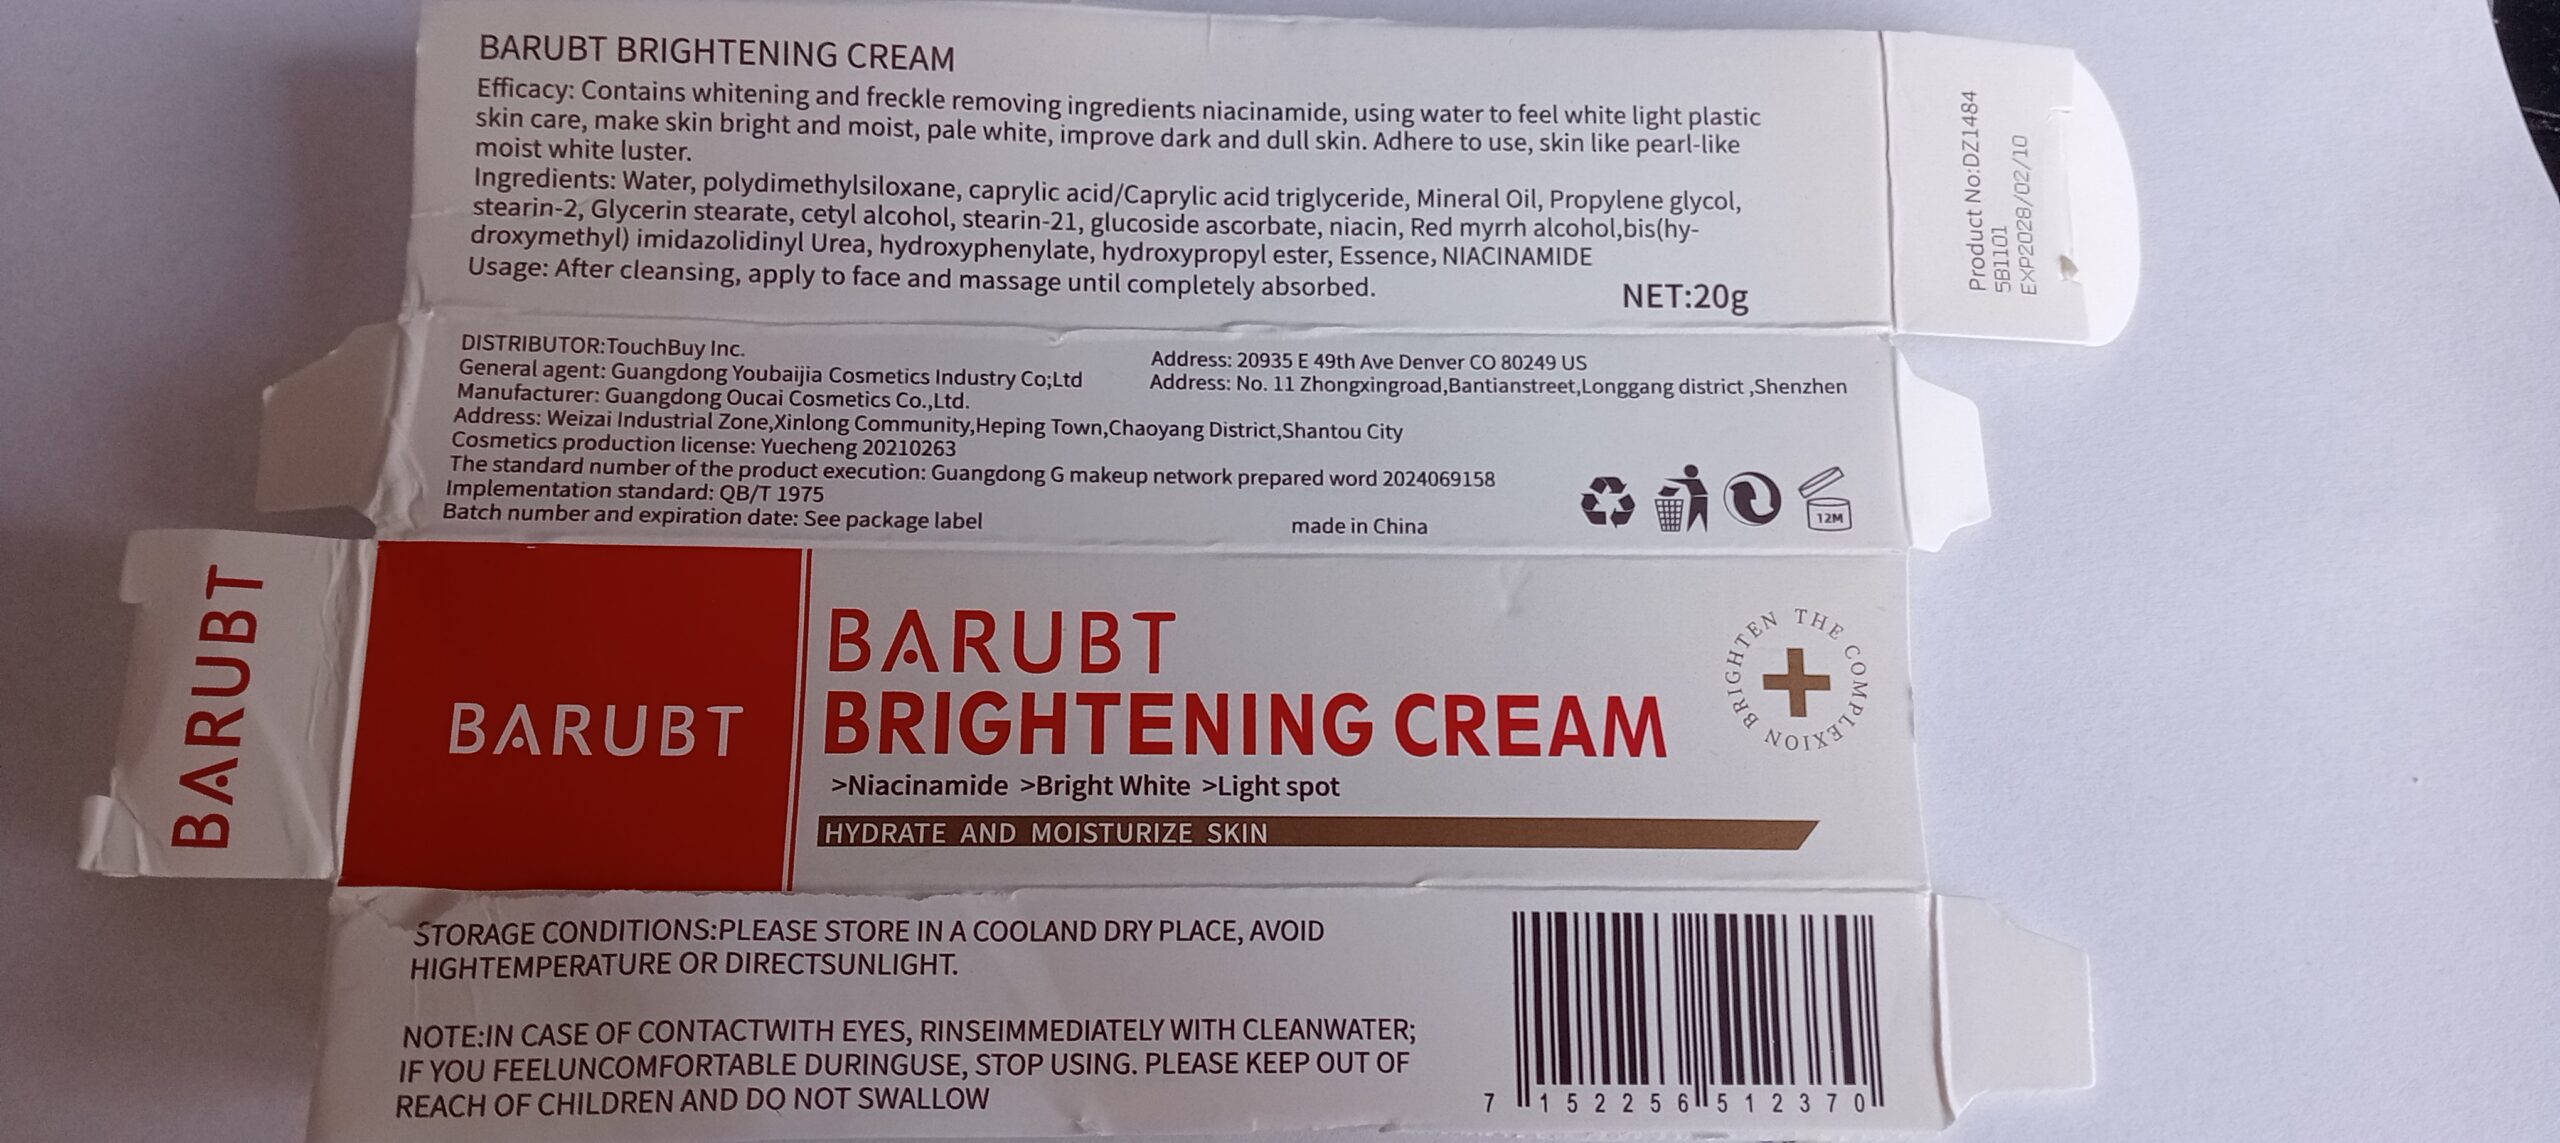 BARUBT BRIGHTENING CREAM
Efficacy: Contains whitening and freckle removing ingredients niacinamide, using water to feel white light plastic
skin care, make skin bright and moist, pale white, improve dark and dull skin. Adhere to use, skin like pearl-like
moist white luster.
Ingredients: Water, polydimethylsiloxane, caprylic acid/Caprylic acid triglyceride, Mineral Oil, Propylene glycol,
stearin-2, Glycerin stearate, cetyl alcohol, stearin-21, glucoside ascorbate, niacin, Red myrrh alcohol,bis(hy-
droxymethyl) imidazolidinyl Urea, hydroxyphenylate, hydroxypropyl ester, Essence, NIACINAMIDE
Usage: After cleansing, apply to face and massage until completely absorbed.
NET:20g
Product No:DZ1484
5B1101
EXP2028/02/10
DISTRIBUTOR:TouchBuy Inc.
Address: 20935 E 49th Ave Denver CO 80249 US
General agent: Guangdong Youbaijia Cosmetics Industry Co;Ltd
Address: No. 11 Zhongxingroad,Bantianstreet,Longgang district ,Shenzhen
Manufacturer: Guangdong Oucai Cosmetics Co.,Ltd.
Address: Weizai Industrial Zone,Xinlong Community,Heping Town,Chaoyang District,Shantou City
Cosmetics production license: Yuecheng 20210263
The standard number of the product execution: Guangdong G makeup network prepared word 2024069158
Implementation standard: QB/T 1975
Batch number and expiration date: See package label
made in China
12M
BARUBT
BARUBT
BARUBT
BRIGHTENING CREAM
>Niacinamide >Bright White >Light spot
HYDRATE AND MOISTURIZE SKIN
BRIGHTEN THE COMPLEXION
STORAGE CONDITIONS:PLEASE STORE IN A COOLAND DRY PLACE, AVOID
HIGHTEMPERATURE OR DIRECTSUNLIGHT.
NOTE:IN CASE OF CONTACTWITH EYES, RINSEIMMEDIATELY WITH CLEANWATER;
IF YOU FEELUNCOMFORTABLE DURINGUSE, STOP USING. PLEASE KEEP OUT OF
REACH OF CHILDREN AND DO NOT SWALLOW
7 152256 512370